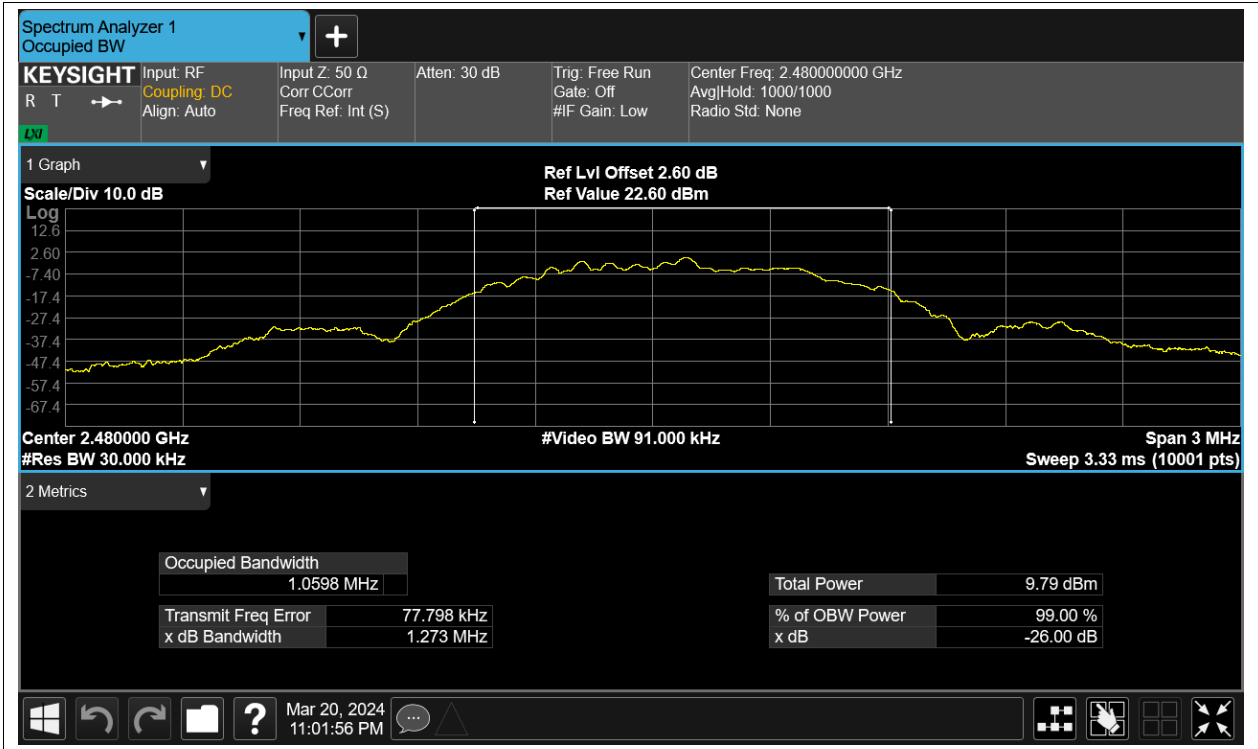 Spectrum Analyzer 1
Occupied BW
KEYSIGHT
R T
LXI
Input: RF
Coupling: DC
Align: Auto
Input Z: 50 Ω
Corr CCorr
Freq Ref: Int (S)
Atten: 30 dB
Trig: Free Run
Gate: Off
#IF Gain: Low
Center Freq: 2.480000000 GHz
Avg|Hold: 1000/1000
Radio Std: None
1 Graph
Scale/Div 10.0 dB
Ref Lvl Offset 2.60 dB
Ref Value 22.60 dBm
Log
12.6
2.60
-7.40
-17.4
-27.4
-37.4
-47.4
-57.4
-67.4
Center 2.480000 GHz
#Res BW 30.000 kHz
#Video BW 91.000 kHz
Span 3 MHz
Sweep 3.33 ms (10001 pts)
2 Metrics
Occupied Bandwidth
1.0598 MHz
Transmit Freq Error 77.798 kHz
x dB Bandwidth 1.273 MHz
Total Power 9.79 dBm
% of OBW Power 99.00 %
x dB -26.00 dB
?
Mar 20, 2024
11:01:56 PM